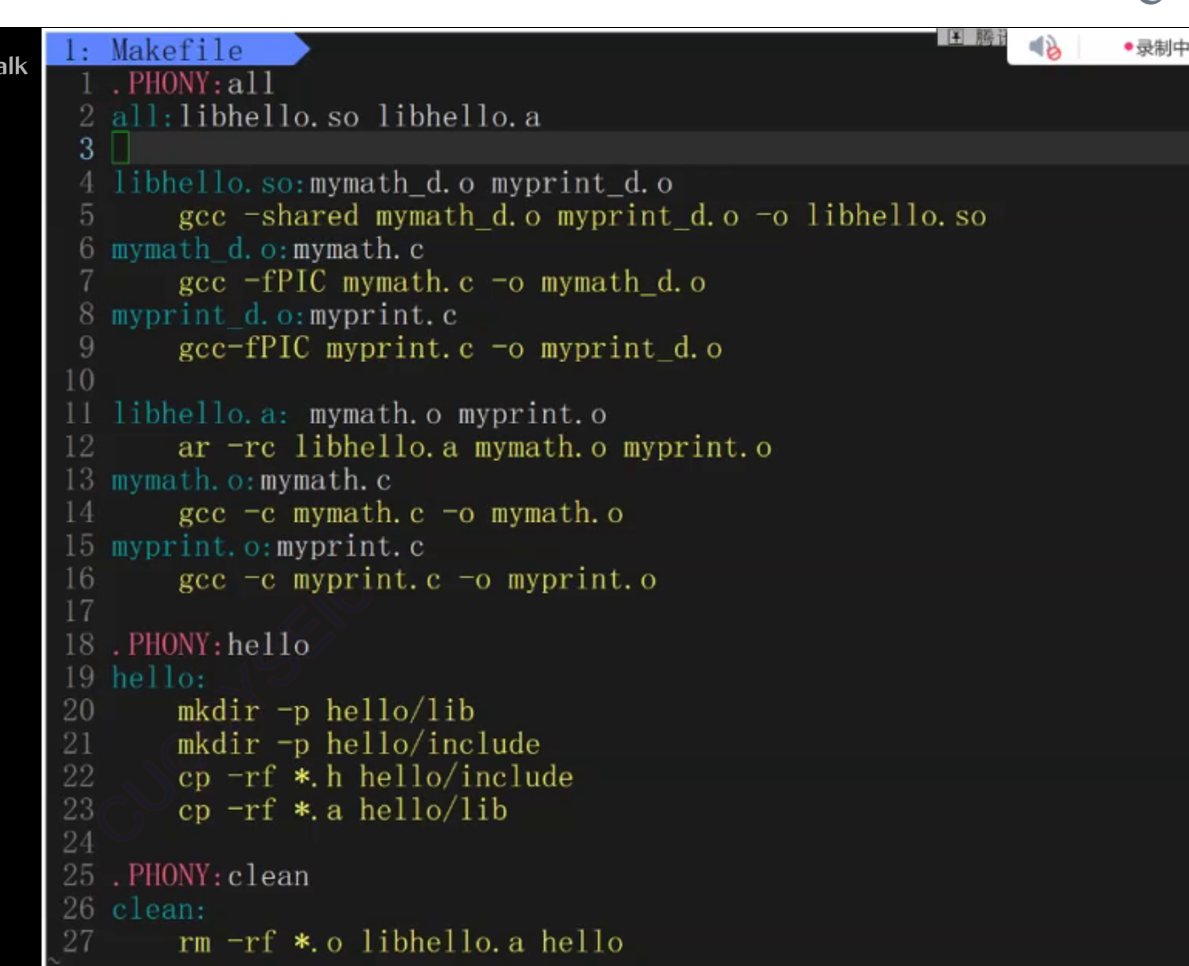 alk
1: Makefile
录制中
1 .PHONY:all
2 all:libhello.so libhello.a
3
4 libhello.so:mymath_d.o myprint_d.o
5 gcc -shared mymath_d.o myprint_d.o -o libhello.so
6 mymath_d.o:mymath.c
7 gcc -fPIC mymath.c -o mymath_d.o
8 myprint_d.o:myprint.c
9 gcc-fPIC myprint.c -o myprint_d.o
10
11 libhello.a: mymath.o myprint.o
12 ar -rc libhello.a mymath.o myprint.o
13 mymath.o:mymath.c
14 gcc -c mymath.c -o mymath.o
15 myprint.o:myprint.c
16 gcc -c myprint.c -o myprint.o
17
18 .PHONY:hello
19 hello:
20 mkdir -p hello/lib
21 mkdir -p hello/include
22 cp -rf *.h hello/include
23 cp -rf *.a hello/lib
24
25 .PHONY:clean
26 clean:
27 rm -rf *.o libhello.a hello
~